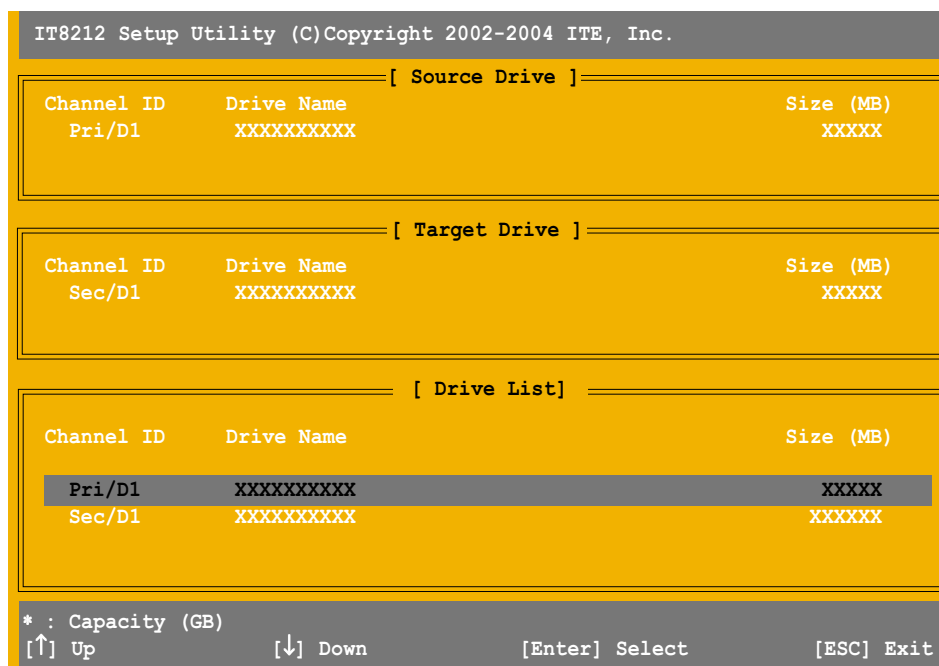 IT8212 Setup Utility (C)Copyright 2002-2004 ITE, Inc.
[ Source Drive ]
Channel ID Drive Name Size (MB)
Pri/D1 XXXXXXXXXX XXXXX
[ Target Drive ]
Channel ID Drive Name Size (MB)
Sec/D1 XXXXXXXXXX XXXXX
[ Drive List]
Channel ID Drive Name Size (MB)
Pri/D1 XXXXXXXXXX XXXXX
Sec/D1 XXXXXXXXXX XXXXXX
* : Capacity (GB)
[↑] Up [↓] Down [Enter] Select [ESC] Exit